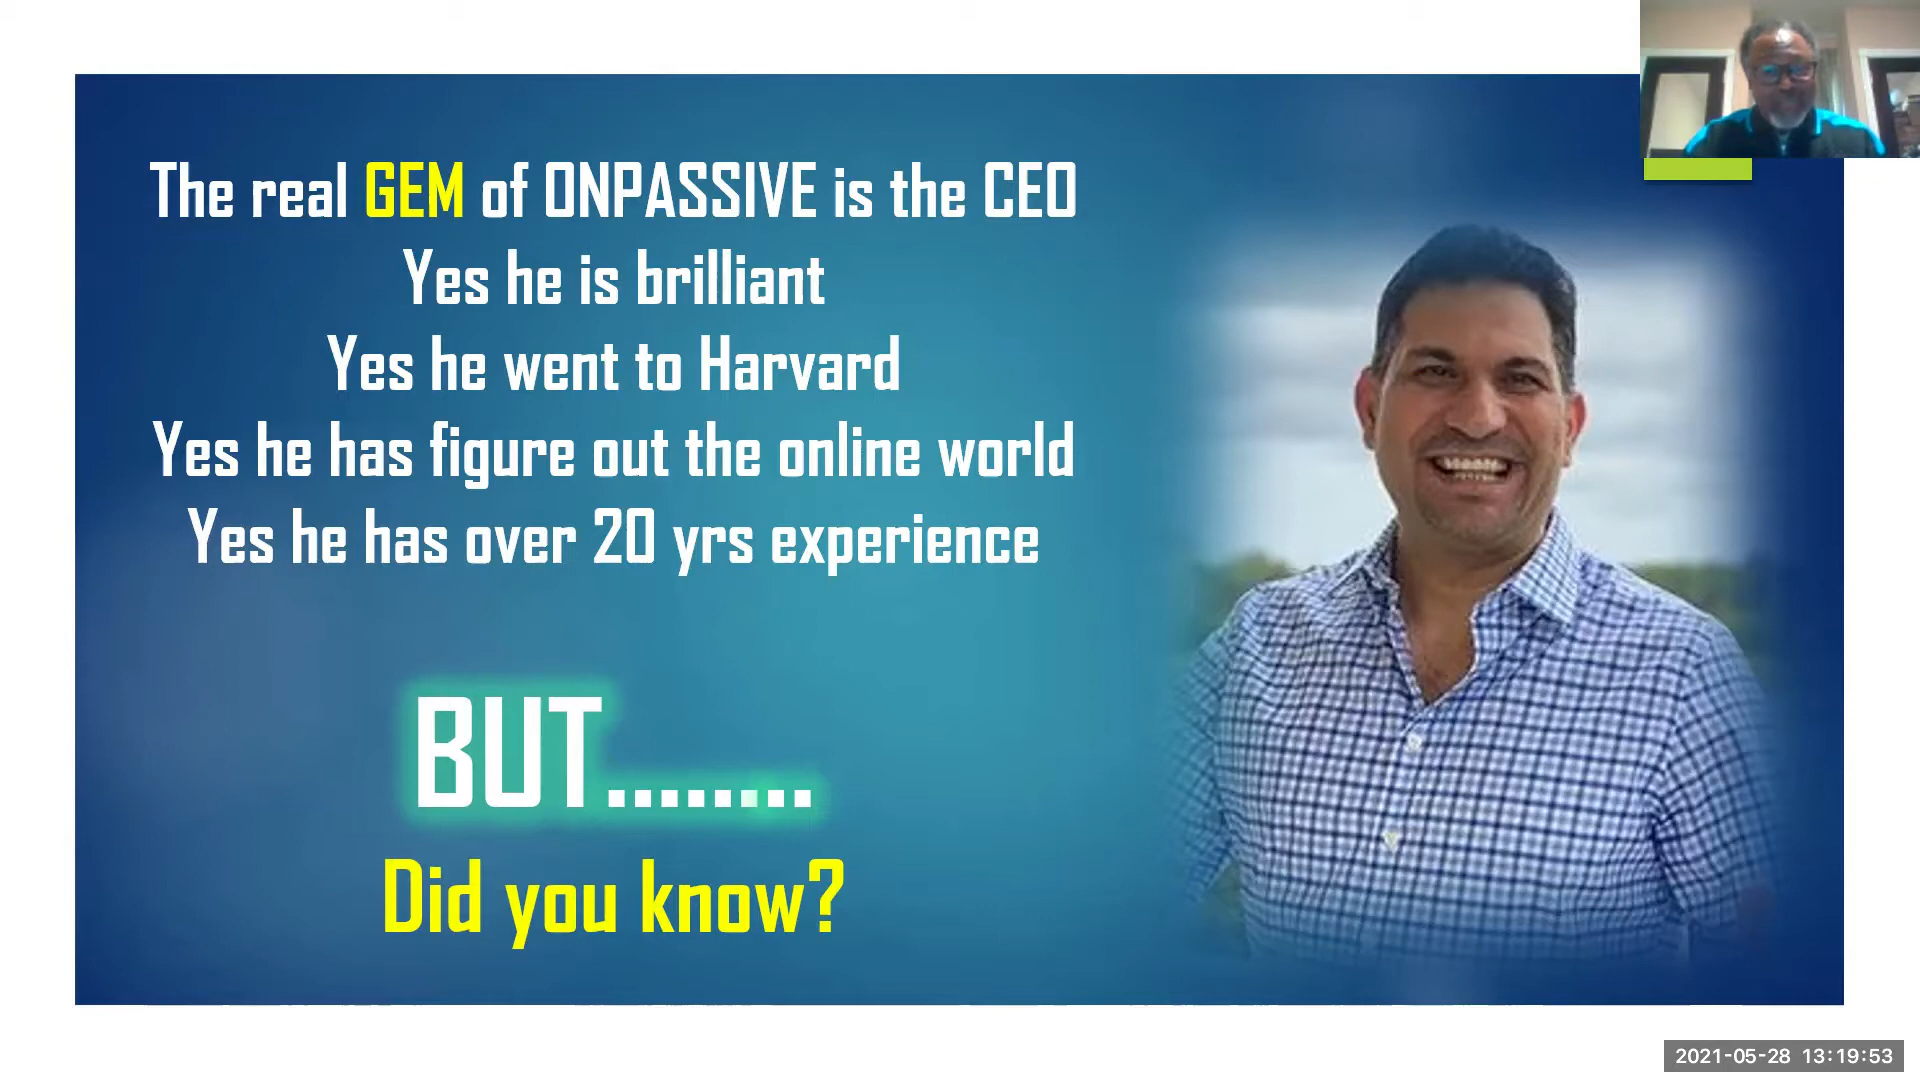 The real GEM of ONPASSIVE is the CEO
Yes he is brilliant
Yes he went to Harvard
Yes he has figure out the online world
Yes he has over 20 yrs experience
BUT........
Did you know?
2021-05-28 13:19:53